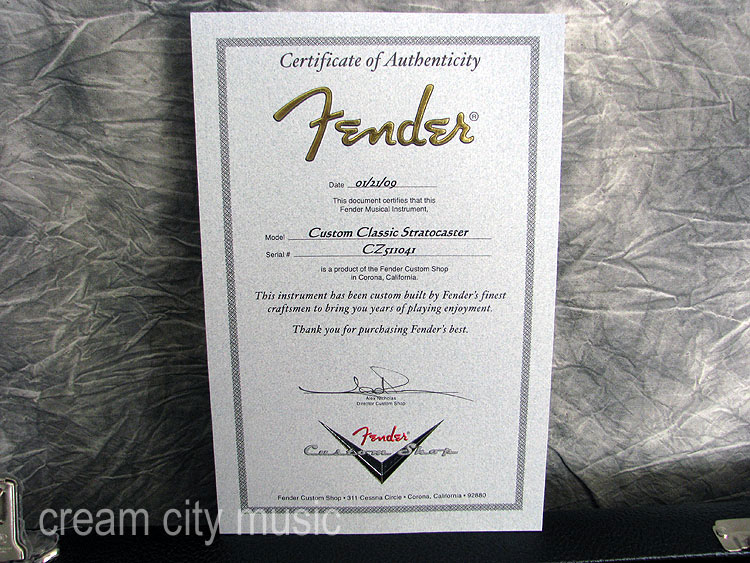 Certificate of Authenticity
Fender®
Date 01/21/09
This document certifies that this
Fender Musical Instrument,
Model Custom Classic Stratocaster
Serial # CZ511041
is a product of the Fender Custom Shop
in Corona, California.
This instrument has been custom built by Fender's finest
craftsmen to bring you years of playing enjoyment.
Thank you for purchasing Fender's best.
Alex Nicholas
Director Custom Shop
Fender®
Custom Shop
Fender Custom Shop • 311 Cessna Circle • Corona, California • 92880
cream city music